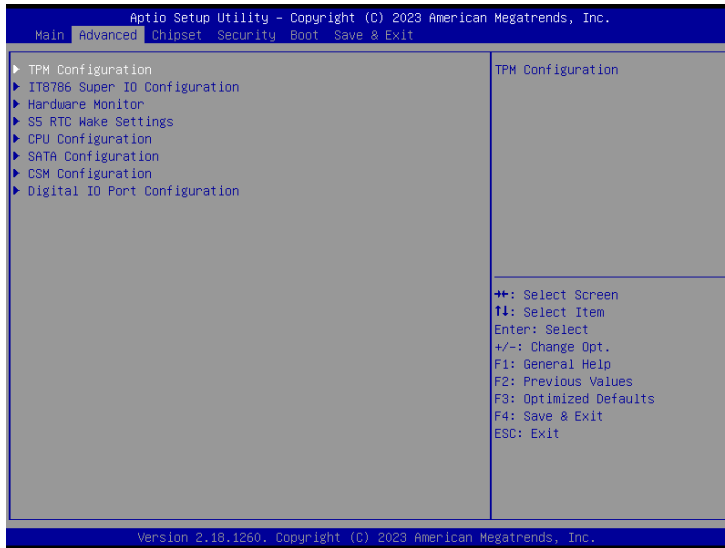 Aptio Setup Utility – Copyright (C) 2023 American Megatrends, Inc.
Main Advanced Chipset Security Boot Save & Exit
TPM Configuration
IT8786 Super IO Configuration
Hardware Monitor
S5 RTC Wake Settings
CPU Configuration
SATA Configuration
CSM Configuration
Digital IO Port Configuration
TPM Configuration
→←: Select Screen
↑↓: Select Item
Enter: Select
+/-: Change Opt.
F1: General Help
F2: Previous Values
F3: Optimized Defaults
F4: Save & Exit
ESC: Exit
Version 2.18.1260. Copyright (C) 2023 American Megatrends, Inc.